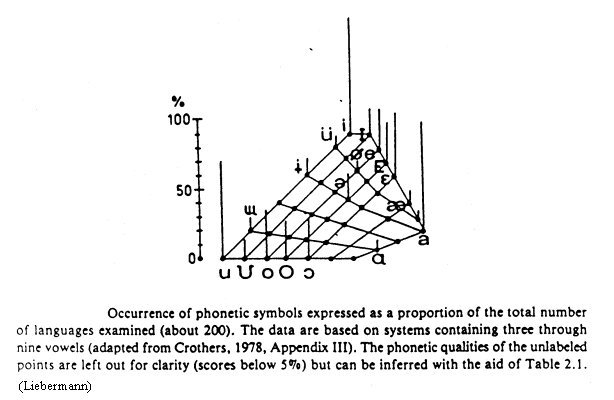 %
100
50
0
i
ɪ
ü
ø e
ɨ
ə
ɛ
ɯ
æ
a
ɑ
u Ʊ o O ɔ
Occurrence of phonetic symbols expressed as a proportion of the total number
of languages examined (about 200). The data are based on systems containing three through
nine vowels (adapted from Crothers, 1978, Appendix III). The phonetic qualities of the unlabeled
points are left out for clarity (scores below 5%) but can be inferred with the aid of Table 2.1.
(Liebermann)